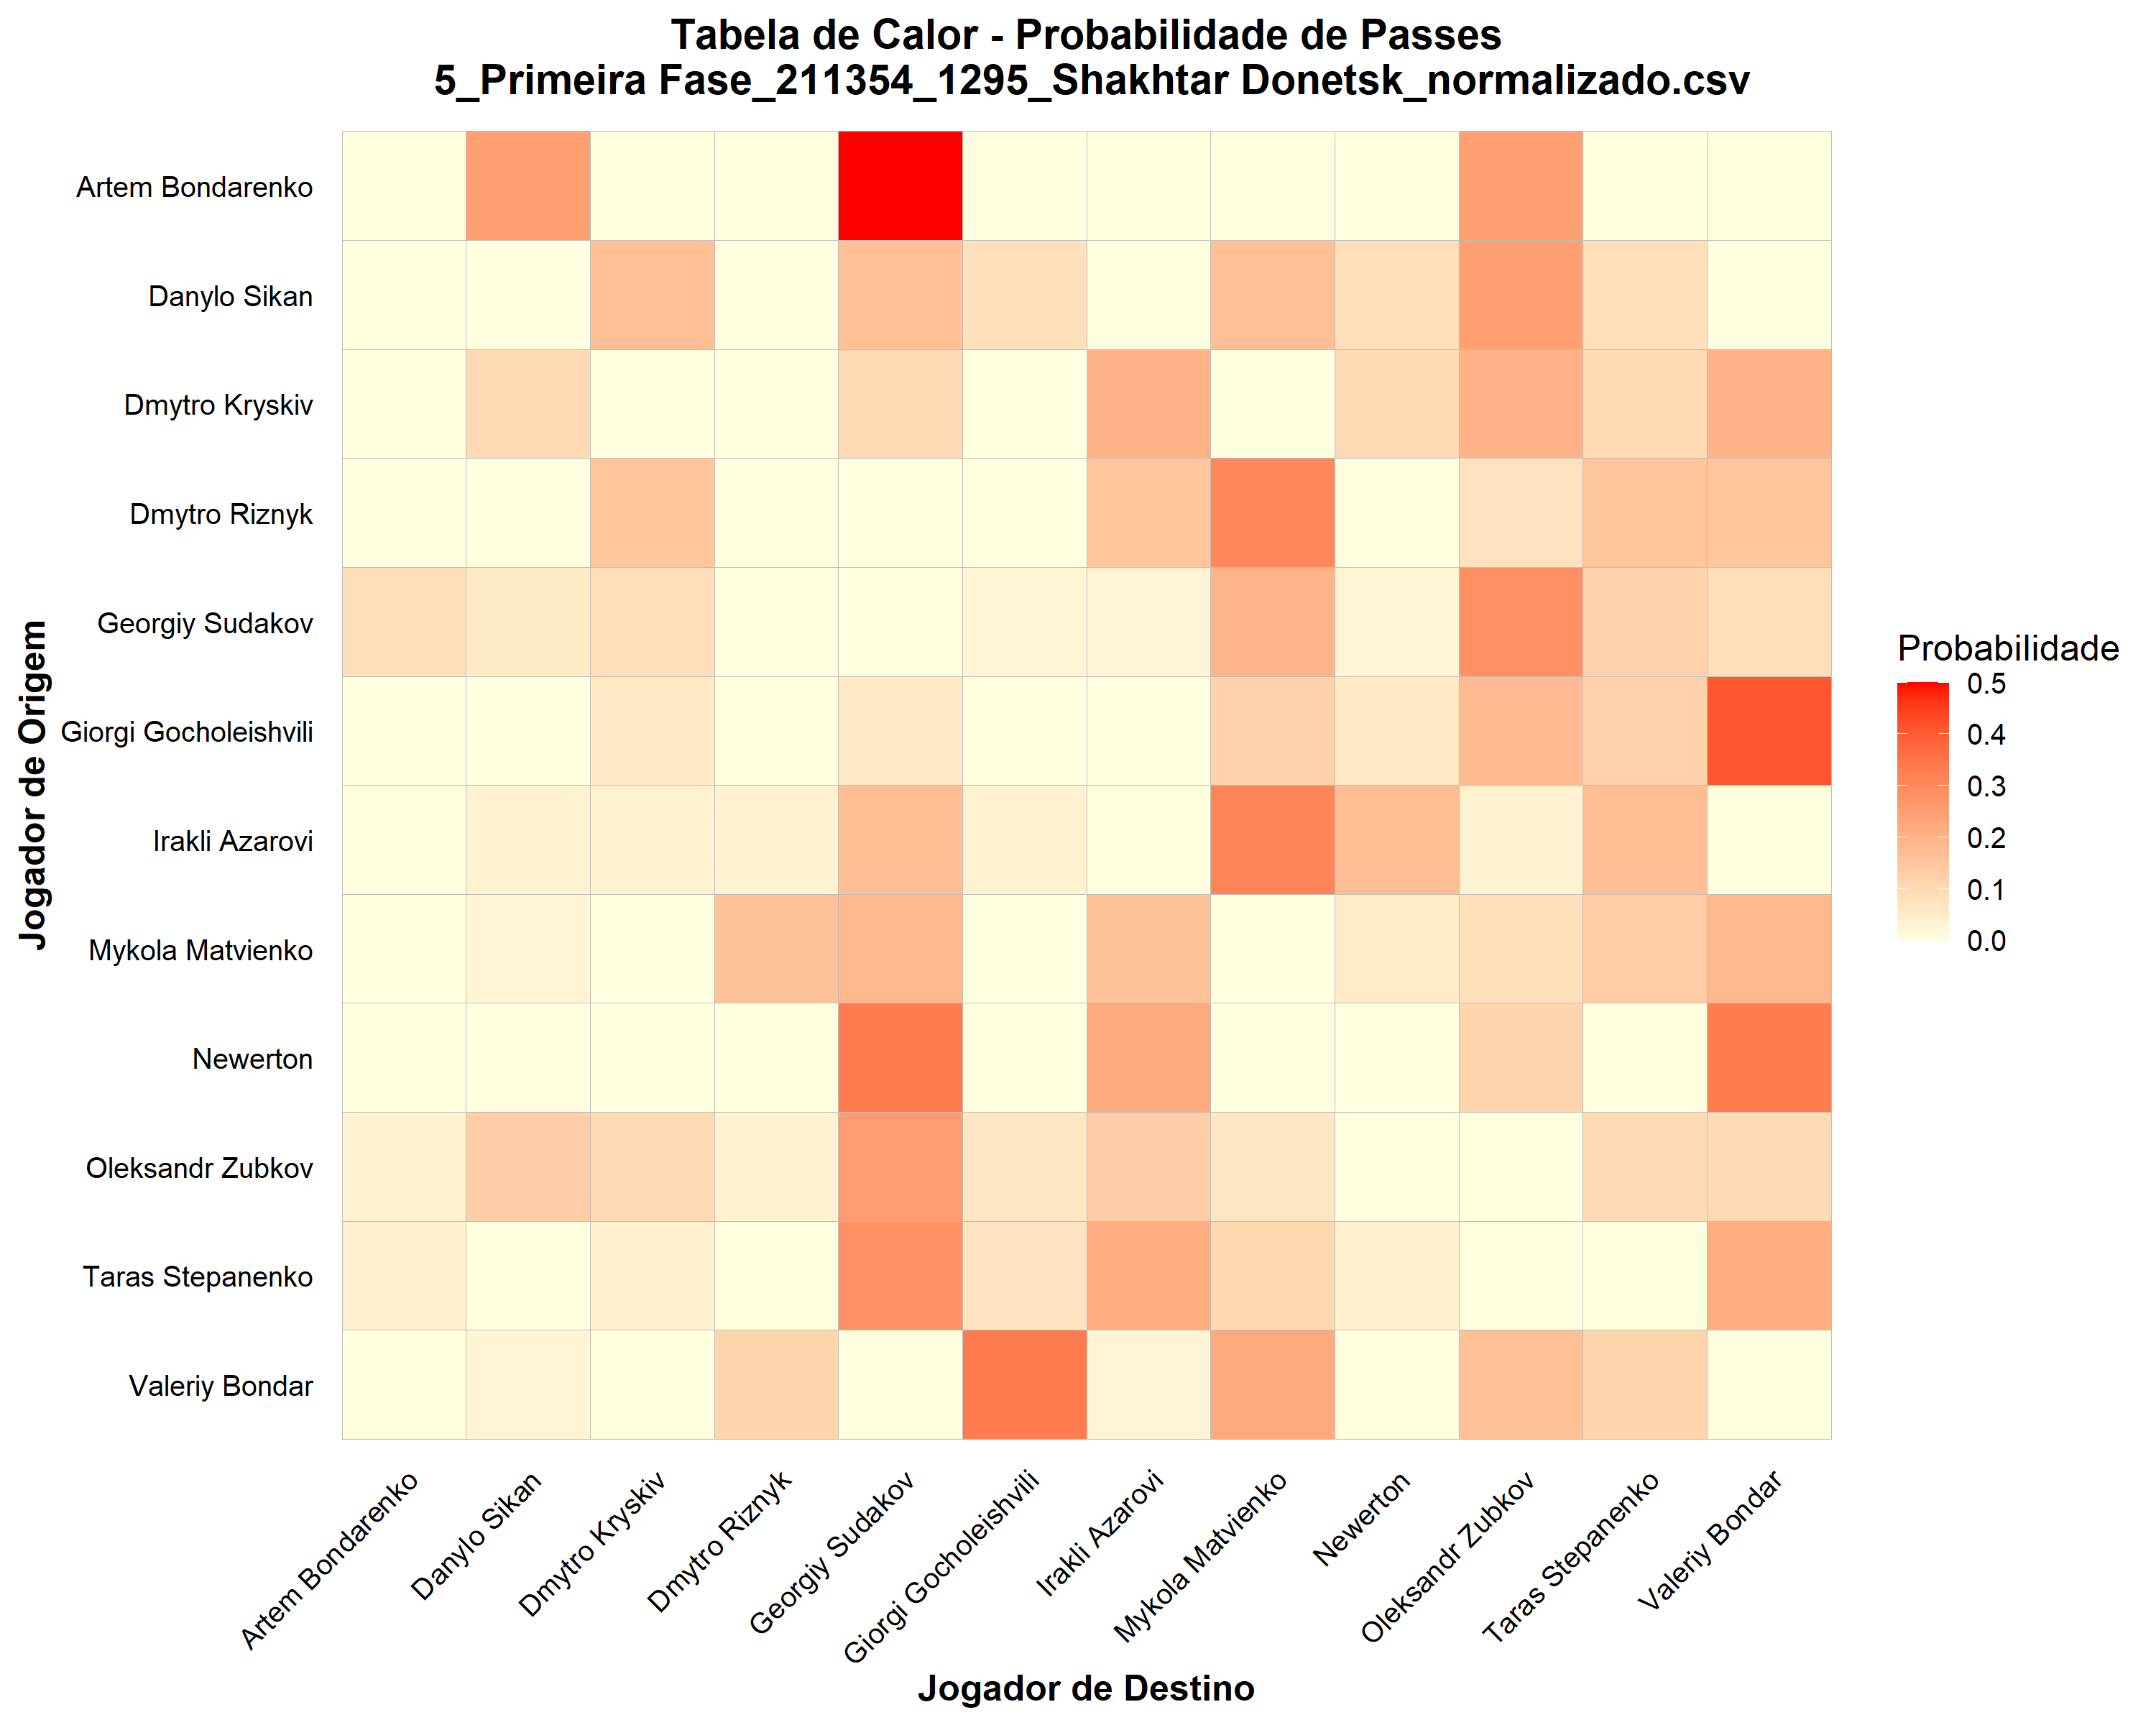 Tabela de Calor - Probabilidade de Passes
5_Primeira Fase_211354_1295_Shakhtar Donetsk_normalizado.csv
Jogador de Origem
Artem Bondarenko
Danylo Sikan
Dmytro Kryskiv
Dmytro Riznyk
Georgiy Sudakov
Giorgi Gocholeishvili
Irakli Azarovi
Mykola Matvienko
Newerton
Oleksandr Zubkov
Taras Stepanenko
Valeriy Bondar
Artem Bondarenko
Danylo Sikan
Dmytro Kryskiv
Dmytro Riznyk
Georgiy Sudakov
Giorgi Gocholeishvili
Irakli Azarovi
Mykola Matvienko
Newerton
Oleksandr Zubkov
Taras Stepanenko
Valeriy Bondar
Jogador de Destino
Probabilidade
0.5
0.4
0.3
0.2
0.1
0.0